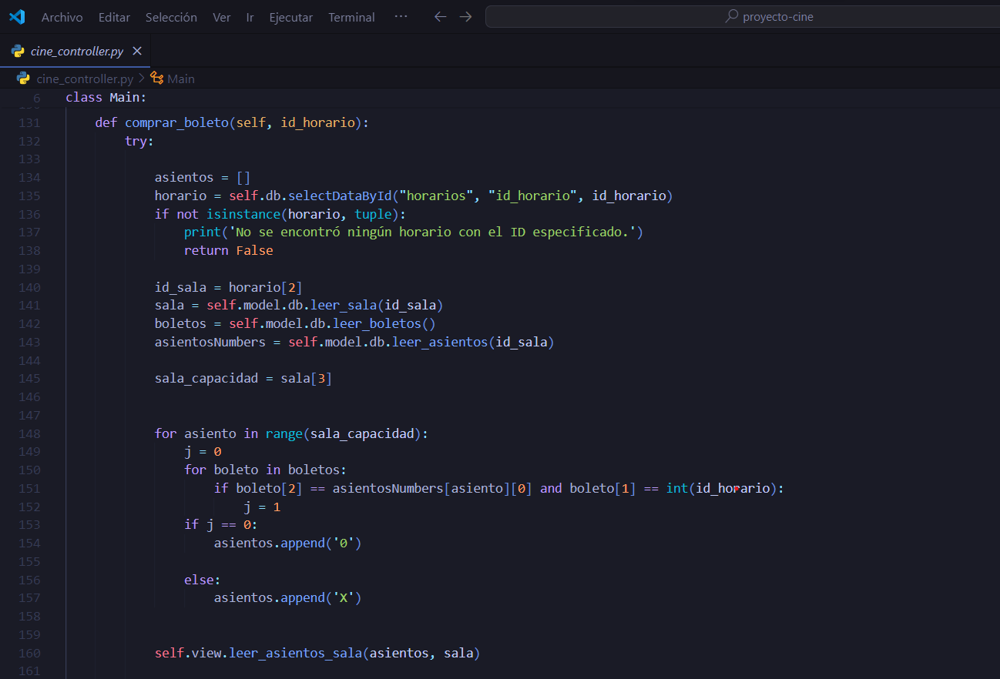 Archivo Editar Selección Ver Ir Ejecutar Terminal ··· ← → proyecto-cine
cine_controller.py ×
cine_controller.py > Main
6 class Main:
131 def comprar_boleto(self, id_horario):
132 try:
133
134 asientos = []
135 horario = self.db.selectDataById("horarios", "id_horario", id_horario)
136 if not isinstance(horario, tuple):
137 print('No se encontró ningún horario con el ID especificado.')
138 return False
139
140 id_sala = horario[2]
141 sala = self.model.db.leer_sala(id_sala)
142 boletos = self.model.db.leer_boletos()
143 asientosNumbers = self.model.db.leer_asientos(id_sala)
144
145 sala_capacidad = sala[3]
146
147
148 for asiento in range(sala_capacidad):
149 j = 0
150 for boleto in boletos:
151 if boleto[2] == asientosNumbers[asiento][0] and boleto[1] == int(id_horario):
152 j = 1
153 if j == 0:
154 asientos.append('0')
155
156 else:
157 asientos.append('X')
158
159
160 self.view.leer_asientos_sala(asientos, sala)
161